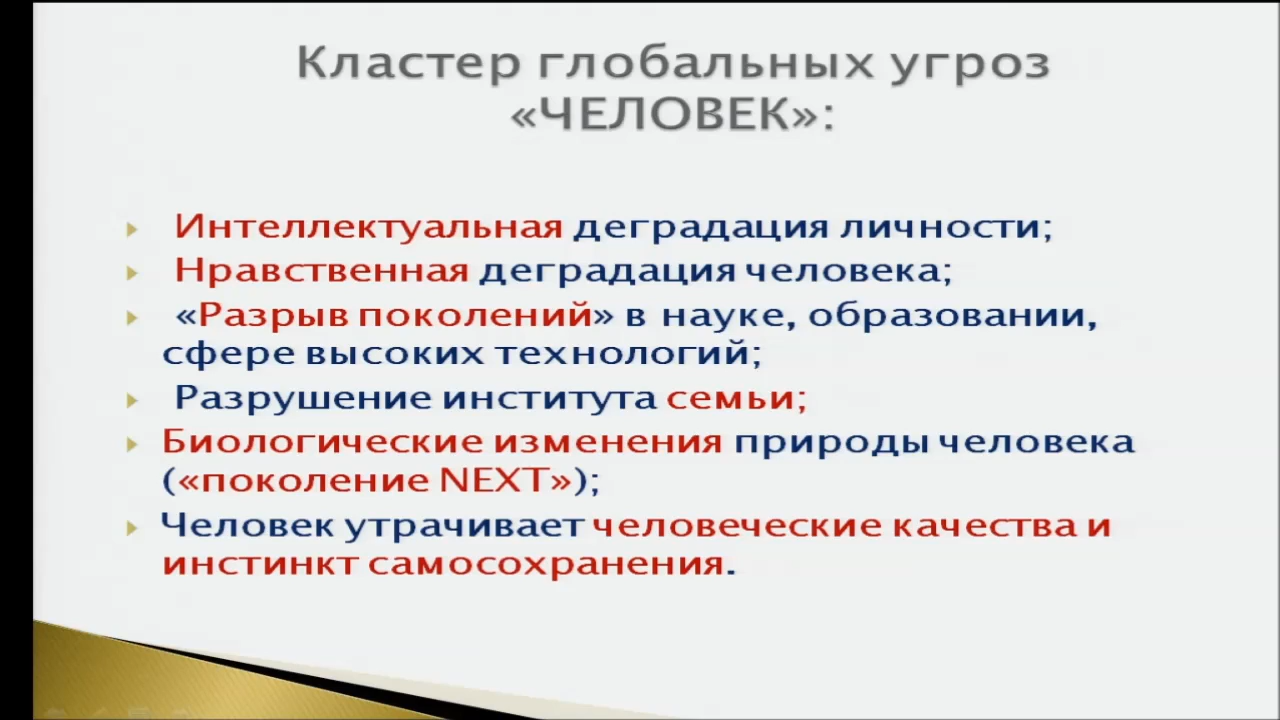 Кластер глобальных угроз
«ЧЕЛОВЕК»:
Интеллектуальная деградация личности;
Нравственная деградация человека;
«Разрыв поколений» в науке, образовании,
сфере высоких технологий;
Разрушение института семьи;
Биологические изменения природы человека
(«поколение NEXT»);
Человек утрачивает человеческие качества и
инстинкт самосохранения.